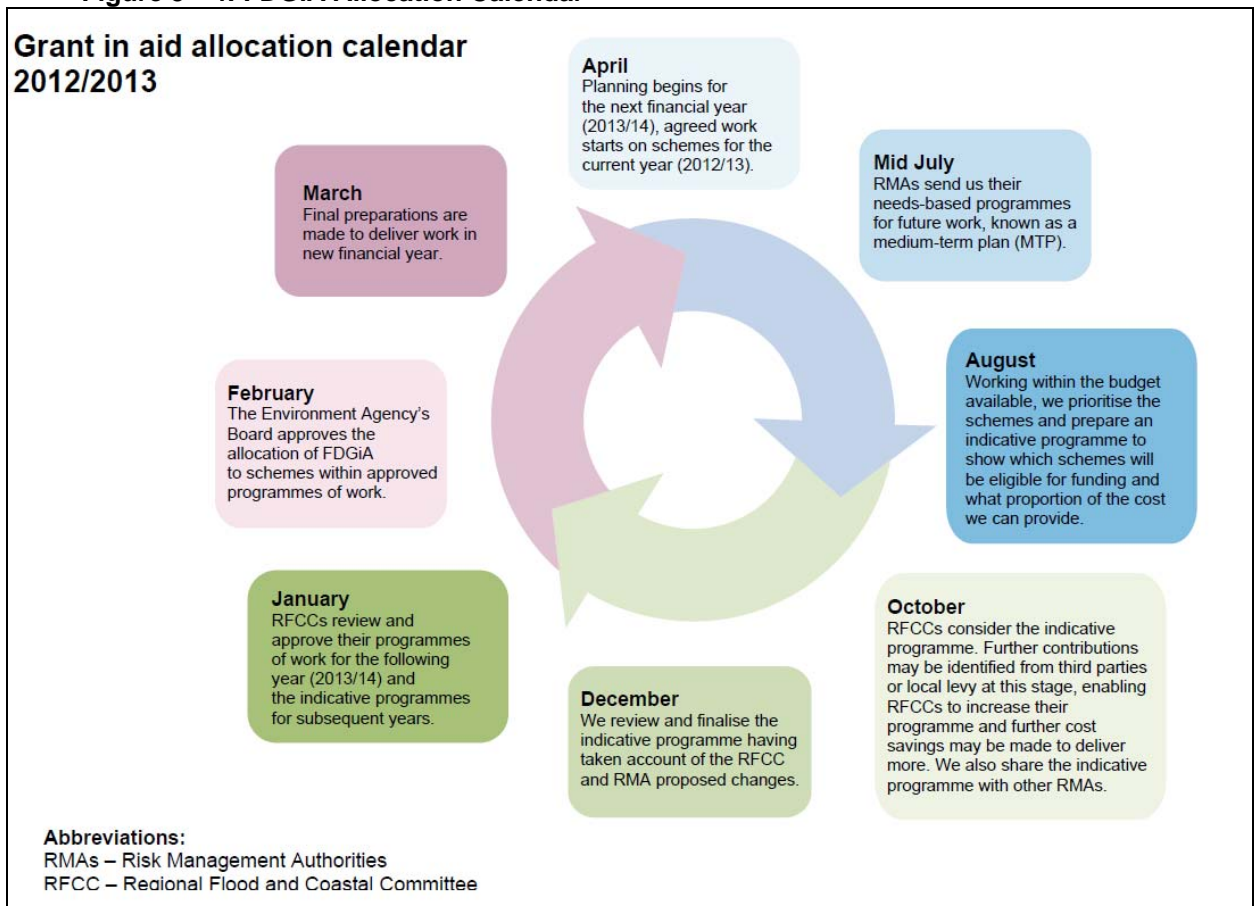 Grant in aid allocation calendar
2012/2013
April
Planning begins for
the next financial year
(2013/14), agreed work
starts on schemes for the
current year (2012/13).
Mid July
RMAs send us their
needs-based programmes
for future work, known as a
medium-term plan (MTP).
August
Working within the budget
available, we prioritise the
schemes and prepare an
indicative programme to
show which schemes will
be eligible for funding and
what proportion of the cost
we can provide.
October
RFCCs consider the indicative
programme. Further contributions
may be identified from third parties
or local levy at this stage, enabling
RFCCs to increase their
programme and further cost
savings may be made to deliver
more. We also share the indicative
programme with other RMAs.
December
We review and finalise the
indicative programme having
taken account of the RFCC
and RMA proposed changes.
January
RFCCs review and
approve their programmes
of work for the following
year (2013/14) and
the indicative programmes
for subsequent years.
February
The Environment Agency's
Board approves the
allocation of FDGiA
to schemes within approved
programmes of work.
March
Final preparations are
made to deliver work in
new financial year.
Abbreviations:
RMAs – Risk Management Authorities
RFCC – Regional Flood and Coastal Committee